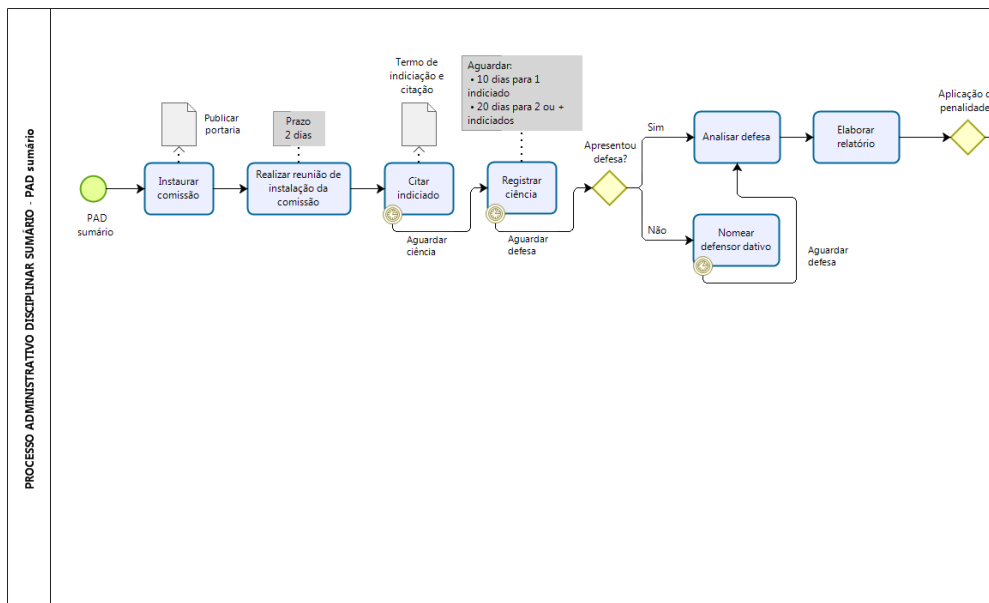 PROCESSO ADMINISTRATIVO DISCIPLINAR SUMÁRIO - PAD sumário
PAD
sumário
Publicar
portaria
Instaurar
comissão
Prazo
2 dias
Realizar reunião de
instalação da
comissão
Termo de
indiciação e
citação
Citar
indiciado
Aguardar
ciência
Aguardar:
• 10 dias para 1
indiciado
• 20 dias para 2 ou +
indiciados
Registrar
ciência
Aguardar
defesa
Apresentou
defesa?
Sim
Não
Analisar defesa
Nomear
defensor dativo
Aguardar
defesa
Elaborar
relatório
Aplicação
penalidade